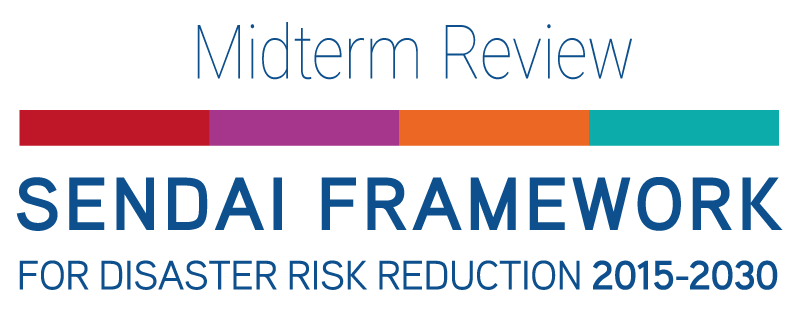 Midterm Review
SENDAI FRAMEWORK
FOR DISASTER RISK REDUCTION 2015-2030